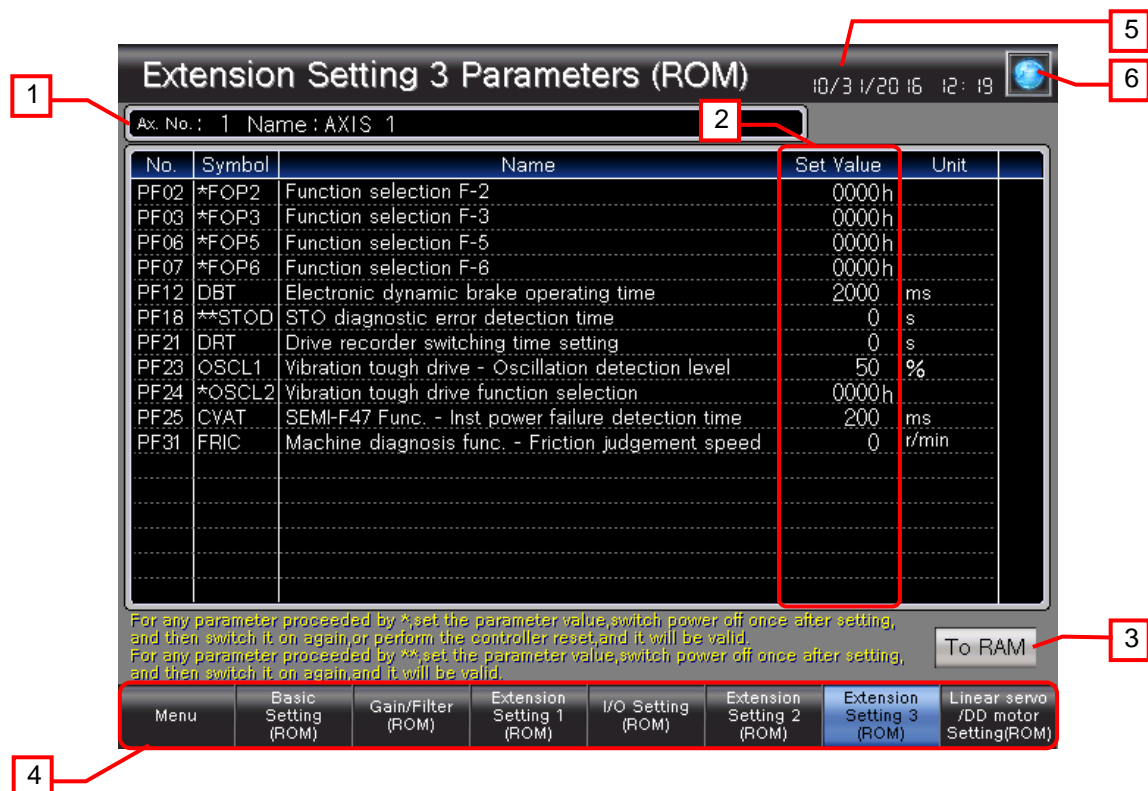 5
Extension Setting 3 Parameters (ROM) 10/31/2016 12:19
6
1
Ax. No.: 1 Name:AXIS 1
2
No. Symbol Name Set Value Unit
PF02 *FOP2 Function selection F-2 0000h
PF03 *FOP3 Function selection F-3 0000h
PF06 *FOP5 Function selection F-5 0000h
PF07 *FOP6 Function selection F-6 0000h
PF12 DBT Electronic dynamic brake operating time 2000 ms
PF18 **STOD STO diagnostic error detection time 0 s
PF21 DRT Drive recorder switching time setting 0 s
PF23 OSCL1 Vibration tough drive - Oscillation detection level 50 %
PF24 *OSCL2 Vibration tough drive function selection 0000h
PF25 CVAT SEMI-F47 Func. - Inst power failure detection time 200 ms
PF31 FRIC Machine diagnosis func. - Friction judgement speed 0 r/min
For any parameter proceeded by *,set the parameter value,switch power off once after setting,
and then switch it on again,or perform the controller reset,and it will be valid.
For any parameter proceeded by **,set the parameter value,switch power off once after setting,
and then switch it on again,and it will be valid.
To RAM
3
Menu
Basic
Setting
(ROM)
Gain/Filter
(ROM)
Extension
Setting 1
(ROM)
I/O Setting
(ROM)
Extension
Setting 2
(ROM)
Extension
Setting 3
(ROM)
Linear servo
/DD motor
Setting(ROM)
4